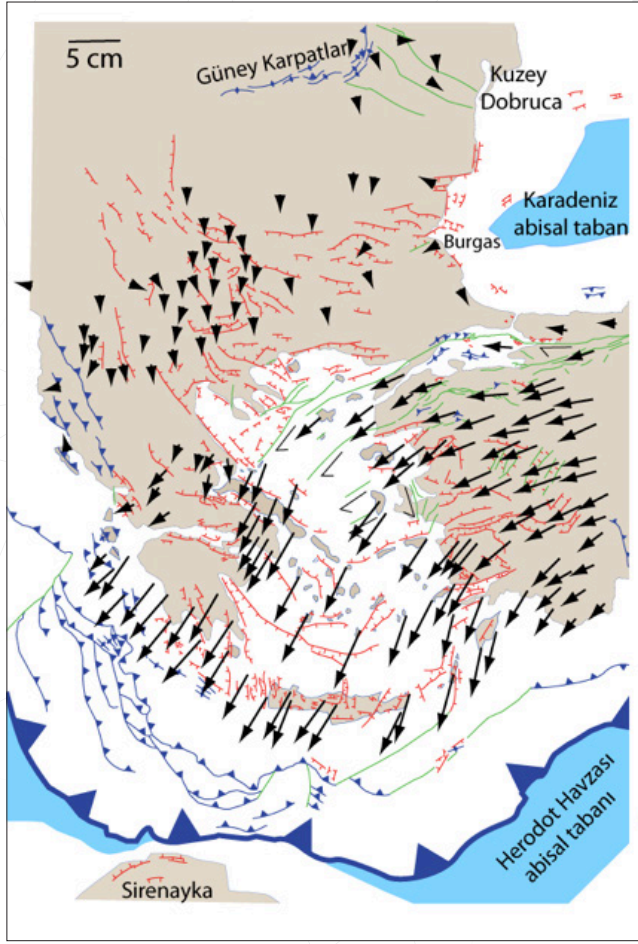 5 cm
Güney Karpatlar
Kuzey
Dobruca
Karadeniz
abisal taban
Burgas
Herodot Havzası
abisal tabanı
Sirenayka